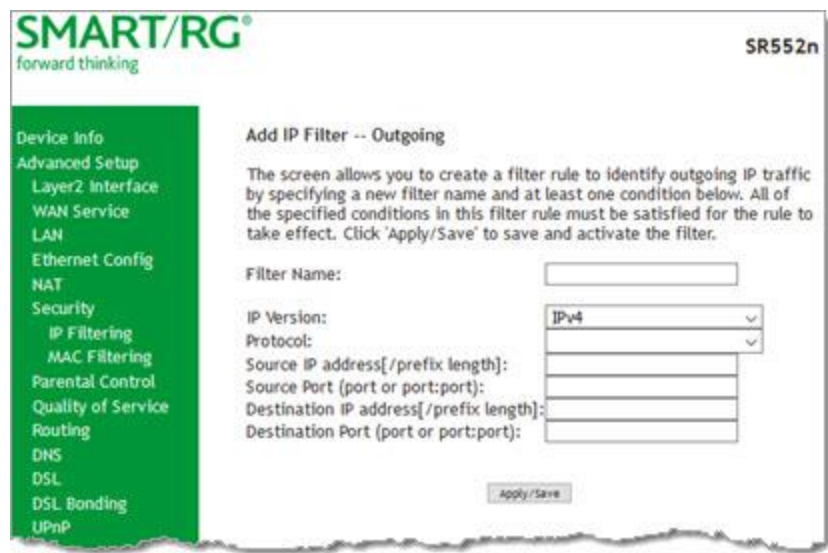 SMART/RG®
forward thinking
SR552n
Device Info
Advanced Setup
Layer2 Interface
WAN Service
LAN
Ethernet Config
NAT
Security
IP Filtering
MAC Filtering
Parental Control
Quality of Service
Routing
DNS
DSL
DSL Bonding
UPnP
Add IP Filter -- Outgoing
The screen allows you to create a filter rule to identify outgoing IP traffic
by specifying a new filter name and at least one condition below. All of
the specified conditions in this filter rule must be satisfied for the rule to
take effect. Click 'Apply/Save' to save and activate the filter.
Filter Name:
IP Version: IPv4
Protocol:
Source IP address[/prefix length]:
Source Port (port or port:port):
Destination IP address[/prefix length]:
Destination Port (port or port:port):
Apply/Save